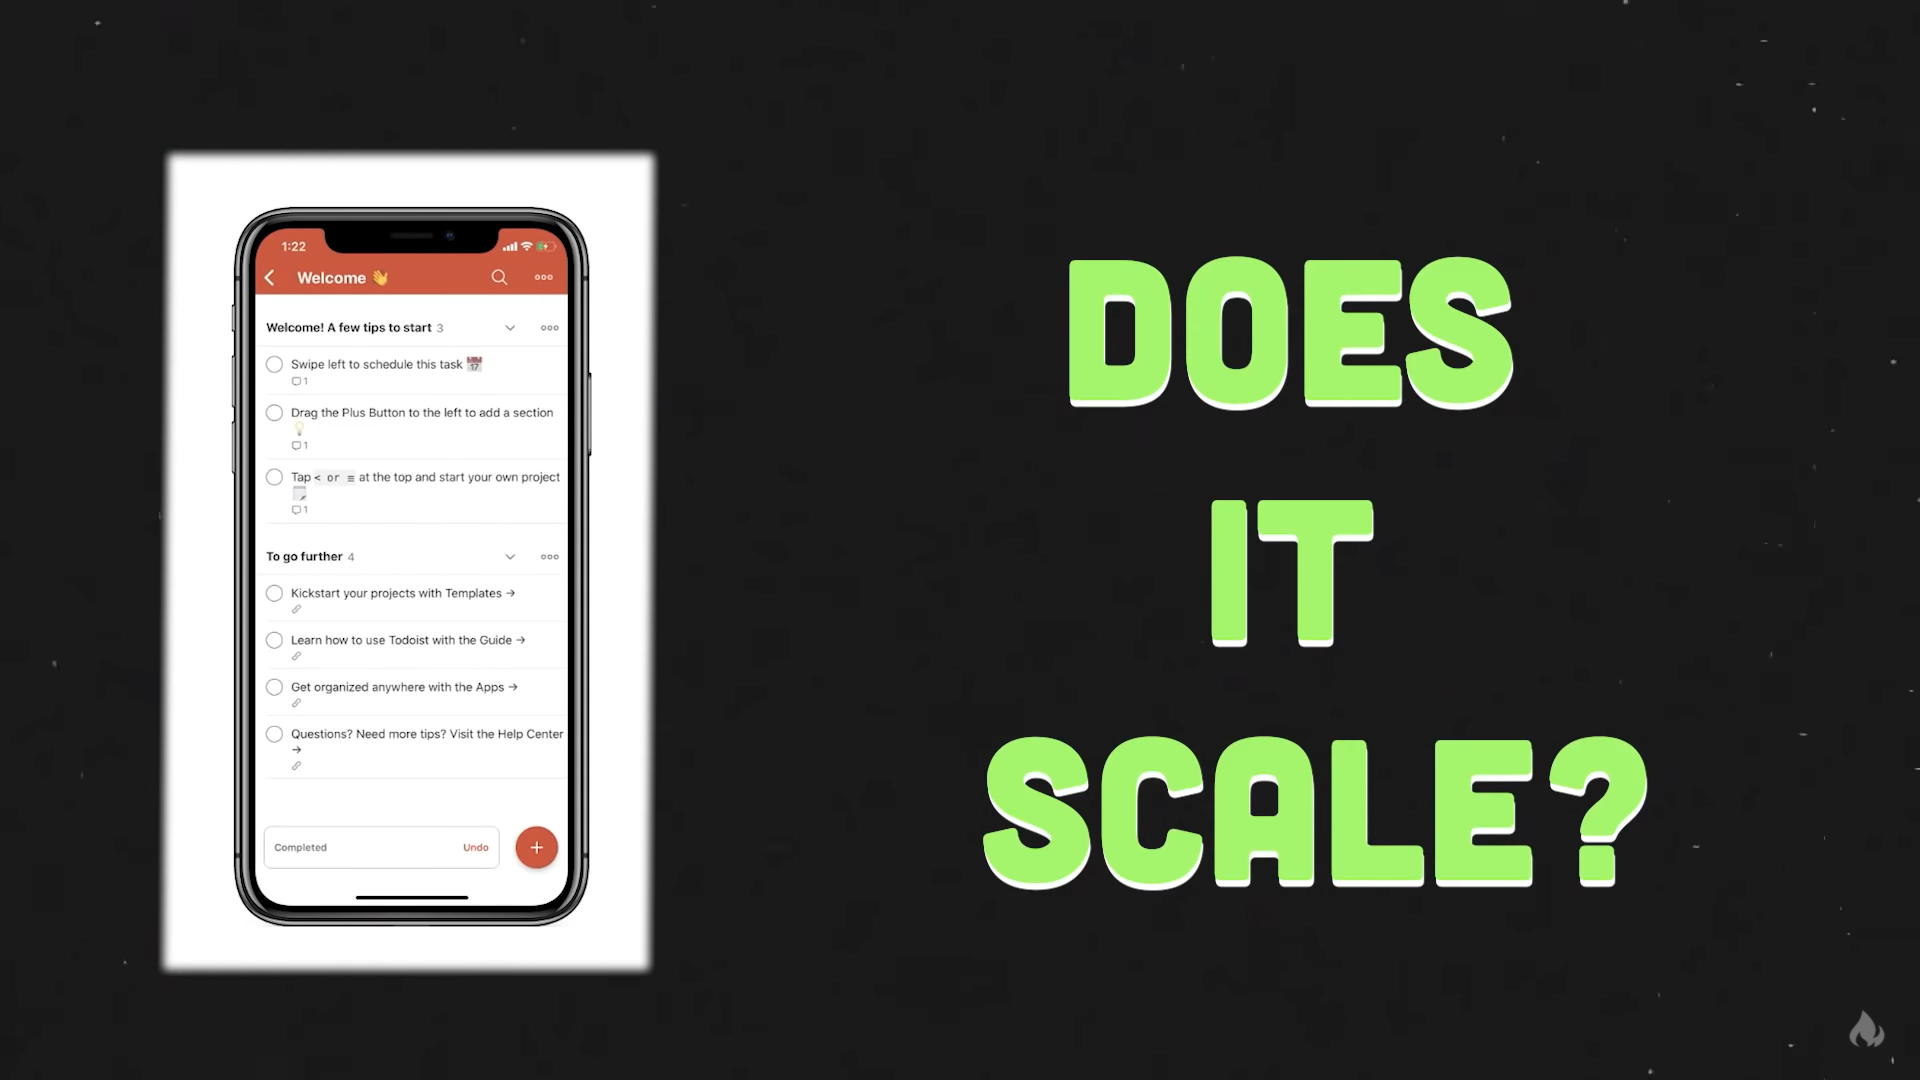 1:22
Welcome 👋
Welcome! A few tips to start 3
Swipe left to schedule this task 📅
1
Drag the Plus Button to the left to add a section
💡
1
Tap < or ≡ at the top and start your own project
1
To go further 4
Kickstart your projects with Templates →
Learn how to use Todoist with the Guide →
Get organized anywhere with the Apps →
Questions? Need more tips? Visit the Help Center
→
Completed Undo
+
DOES
IT
SCALE?